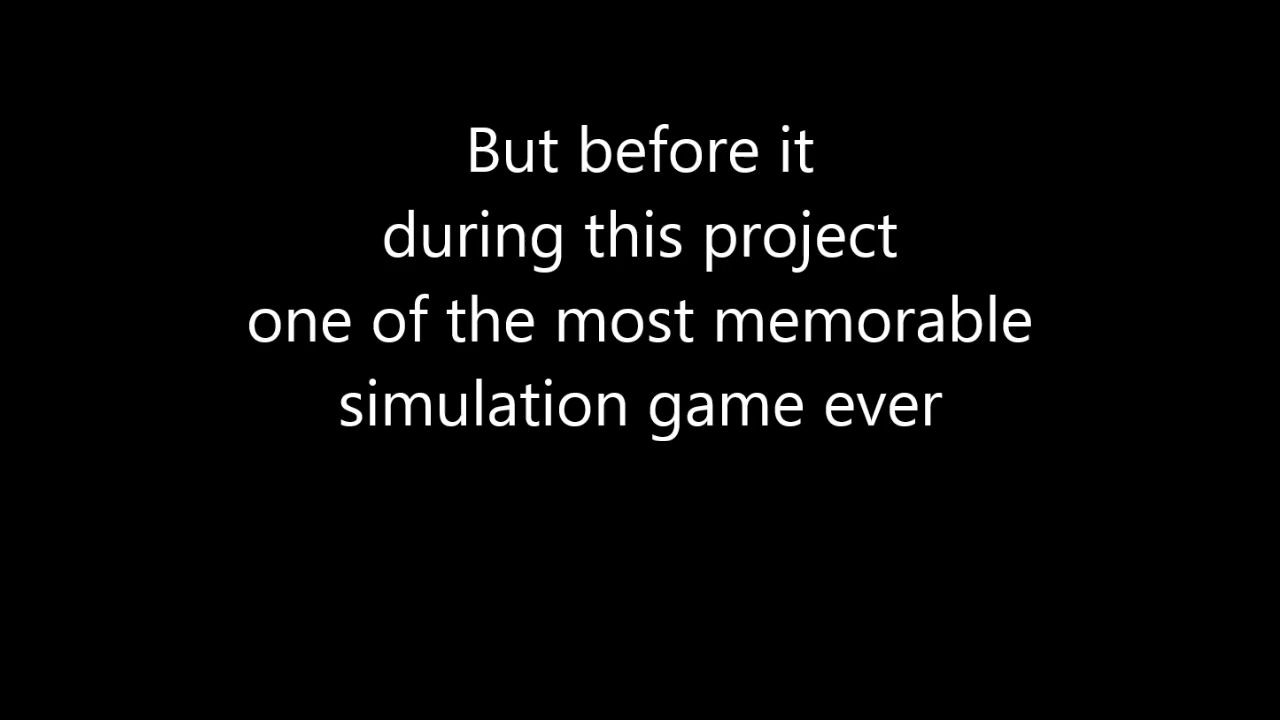 But before it
during this project
one of the most memorable
simulation game ever